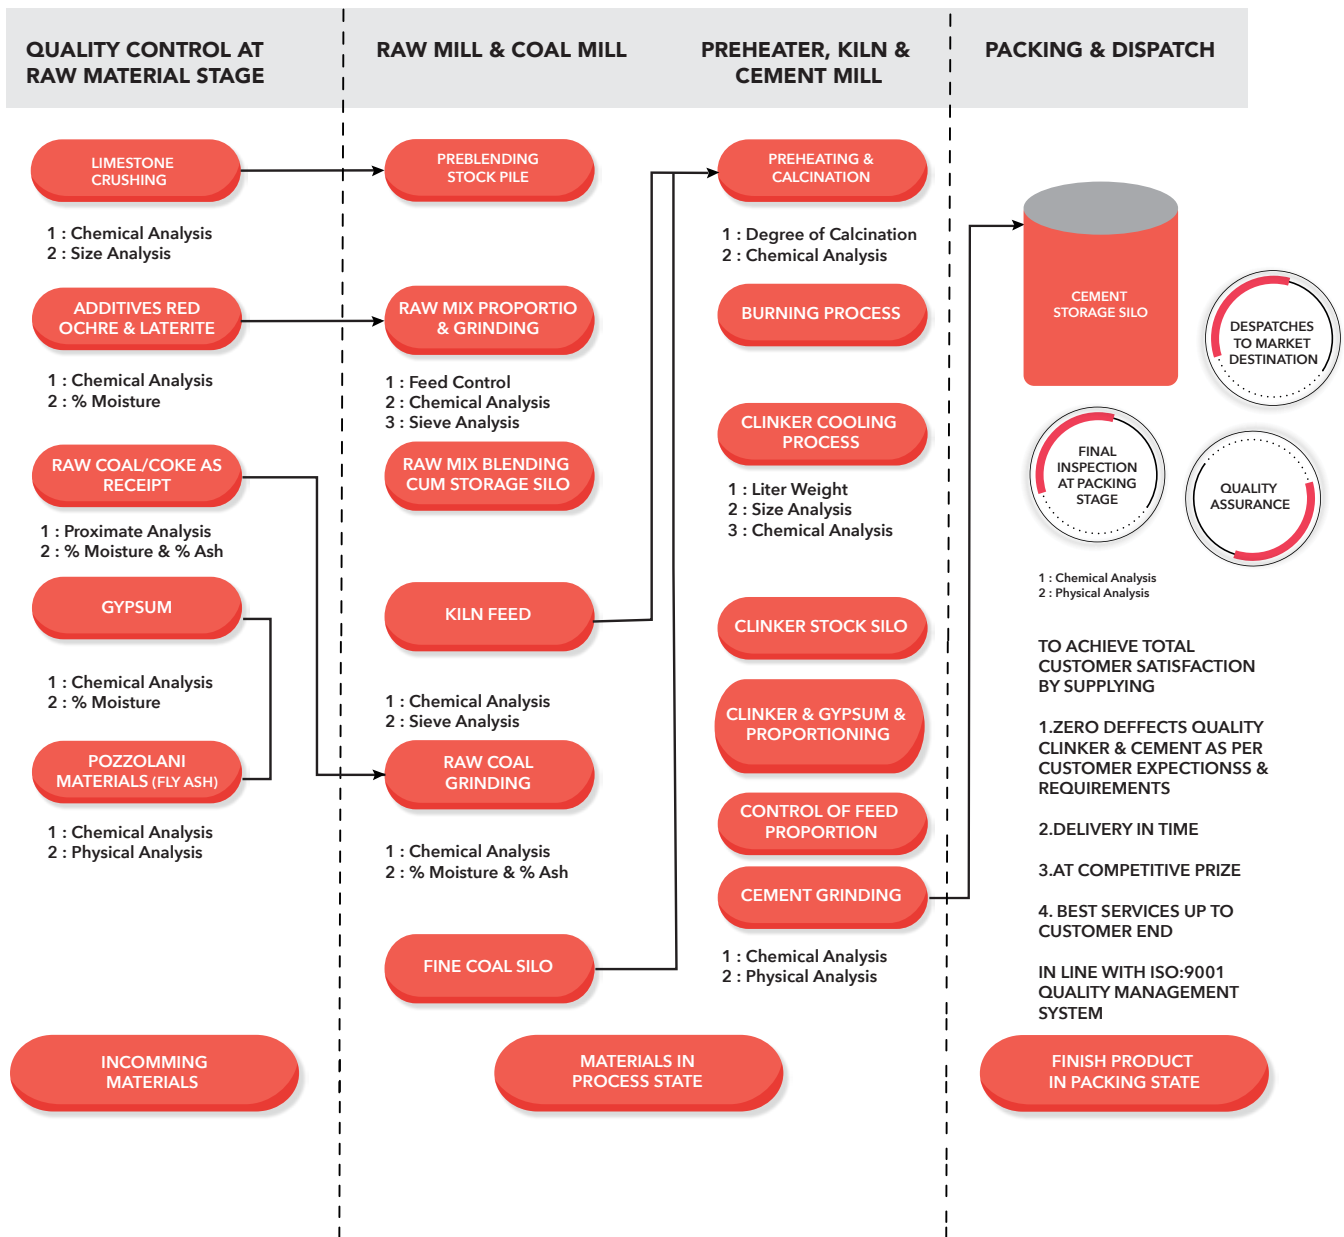 QUALITY CONTROL AT
RAW MATERIAL STAGE
LIMESTONE
CRUSHING
1 : Chemical Analysis
2 : Size Analysis
ADDITIVES RED
OCHRE & LATERITE
1 : Chemical Analysis
2 : % Moisture
RAW COAL/COKE AS
RECEIPT
1 : Proximate Analysis
2 : % Moisture & % Ash
GYPSUM
1 : Chemical Analysis
2 : % Moisture
POZZOLANI
MATERIALS (FLY ASH)
1 : Chemical Analysis
2 : Physical Analysis
INCOMMING
MATERIALS
RAW MILL & COAL MILL
PREBLENDING
STOCK PILE
RAW MIX PROPORTIO
& GRINDING
1 : Feed Control
2 : Chemical Analysis
3 : Sieve Analysis
RAW MIX BLENDING
CUM STORAGE SILO
KILN FEED
1 : Chemical Analysis
2 : Sieve Analysis
RAW COAL
GRINDING
1 : Chemical Analysis
2 : % Moisture & % Ash
FINE COAL SILO
MATERIALS IN
PROCESS STATE
PREHEATER, KILN &
CEMENT MILL
PREHEATING &
CALCINATION
1 : Degree of Calcination
2 : Chemical Analysis
BURNING PROCESS
CLINKER COOLING
PROCESS
1 : Liter Weight
2 : Size Analysis
3 : Chemical Analysis
CLINKER STOCK SILO
CLINKER & GYPSUM &
PROPORTIONING
CONTROL OF FEED
PROPORTION
CEMENT GRINDING
1 : Chemical Analysis
2 : Physical Analysis
PACKING & DISPATCH
CEMENT
STORAGE SILO
DESPATCHES
TO MARKET
DESTINATION
FINAL
INSPECTION
AT PACKING
STAGE
QUALITY
ASSURANCE
1 : Chemical Analysis
2 : Physical Analysis
TO ACHIEVE TOTAL
CUSTOMER SATISFACTION
BY SUPPLYING
1.ZERO DEFFECTS QUALITY
CLINKER & CEMENT AS PER
CUSTOMER EXPECTIONSS &
REQUIREMENTS
2.DELIVERY IN TIME
3.AT COMPETITIVE PRIZE
4. BEST SERVICES UP TO
CUSTOMER END
IN LINE WITH ISO:9001
QUALITY MANAGEMENT
SYSTEM
FINISH PRODUCT
IN PACKING STATE